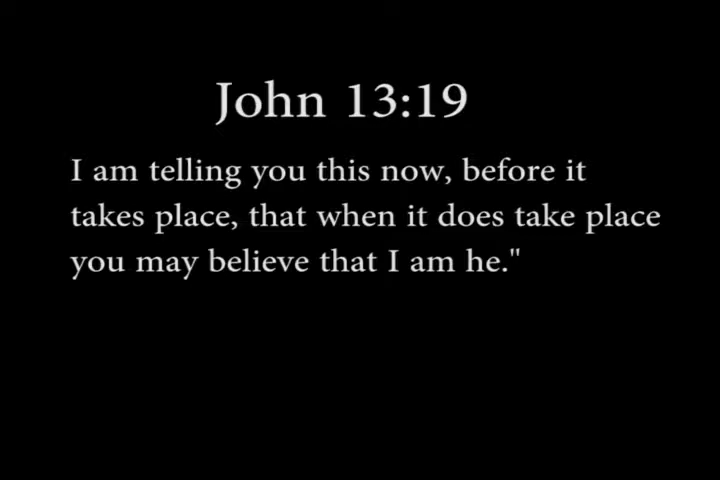 John 13:19
I am telling you this now, before it
takes place, that when it does take place
you may believe that I am he."